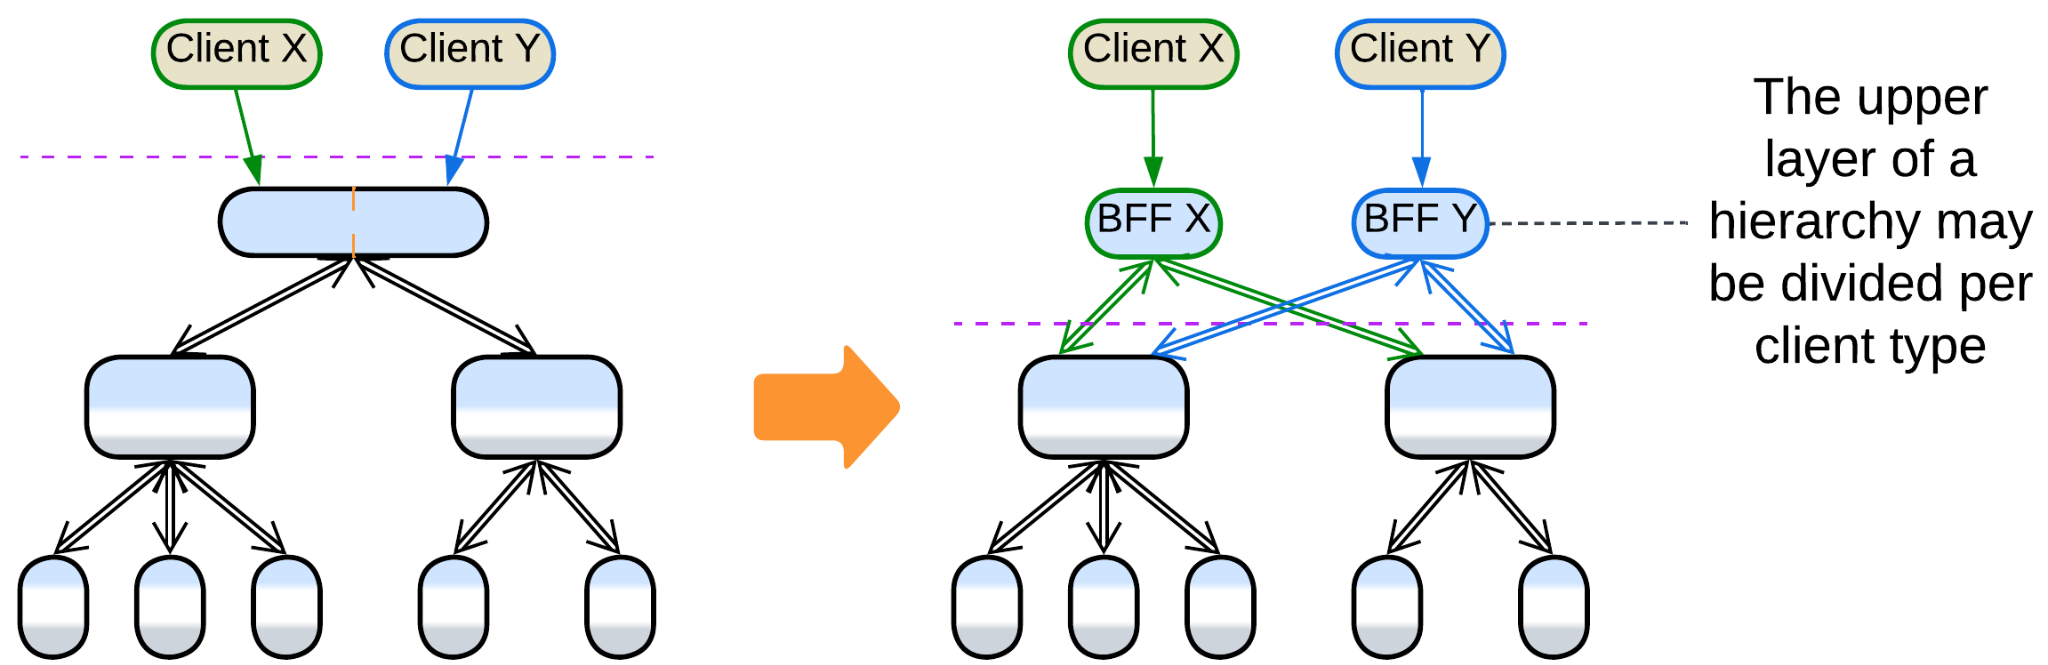 Client X
Client Y
Client X
Client Y
BFF X
BFF Y
The upper
layer of a
hierarchy may
be divided per
client type